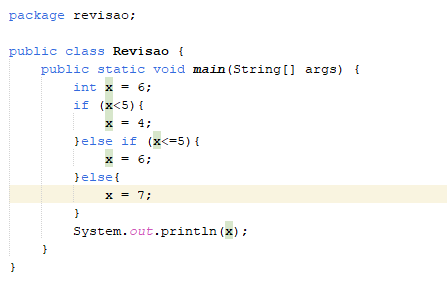 package revisao;
public class Revisao {
public static void main(String[] args) {
int x = 6;
if (x<5){
x = 4;
}else if (x<=5){
x = 6;
}else{
x = 7;
}
System.out.println(x);
}
}